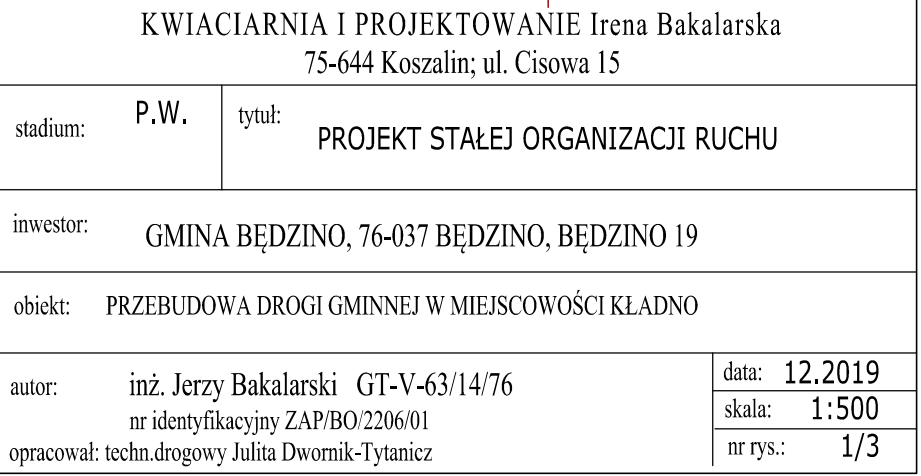 KWIACIARNIA I PROJEKTOWANIE Irena Bakalarska
75-644 Koszalin; ul. Cisowa 15
stadium: P.W. tytuł:
PROJEKT STAŁEJ ORGANIZACJI RUCHU
inwestor: GMINA BĘDZINO, 76-037 BĘDZINO, BĘDZINO 19
obiekt: PRZEBUDOWA DROGI GMINNEJ W MIEJSCOWOŚCI KŁADNO
autor: inż. Jerzy Bakalarski GT-V-63/14/76
nr identyfikacyjny ZAP/BO/2206/01
opracował: techn.drogowy Julita Dwornik-Tytanicz
data: 12.2019
skala: 1:500
nr rys.: 1/3